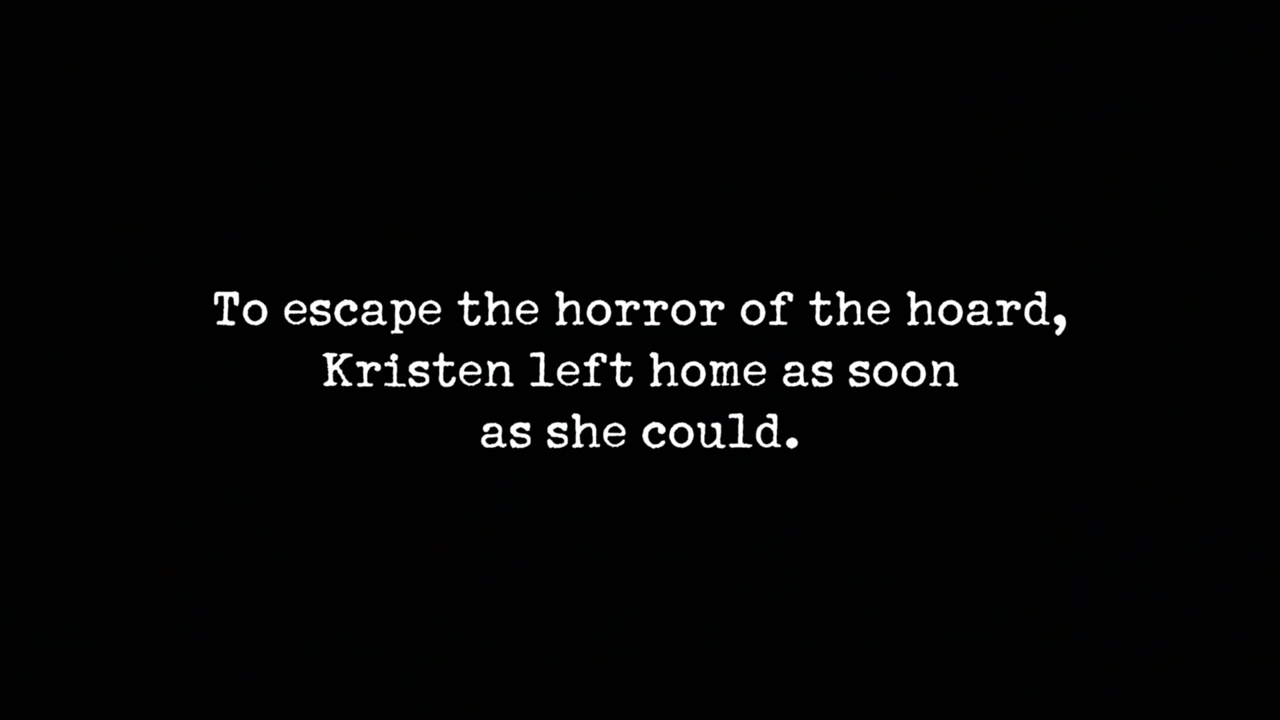 To escape the horror of the hoard,
Kristen left home as soon
as she could.